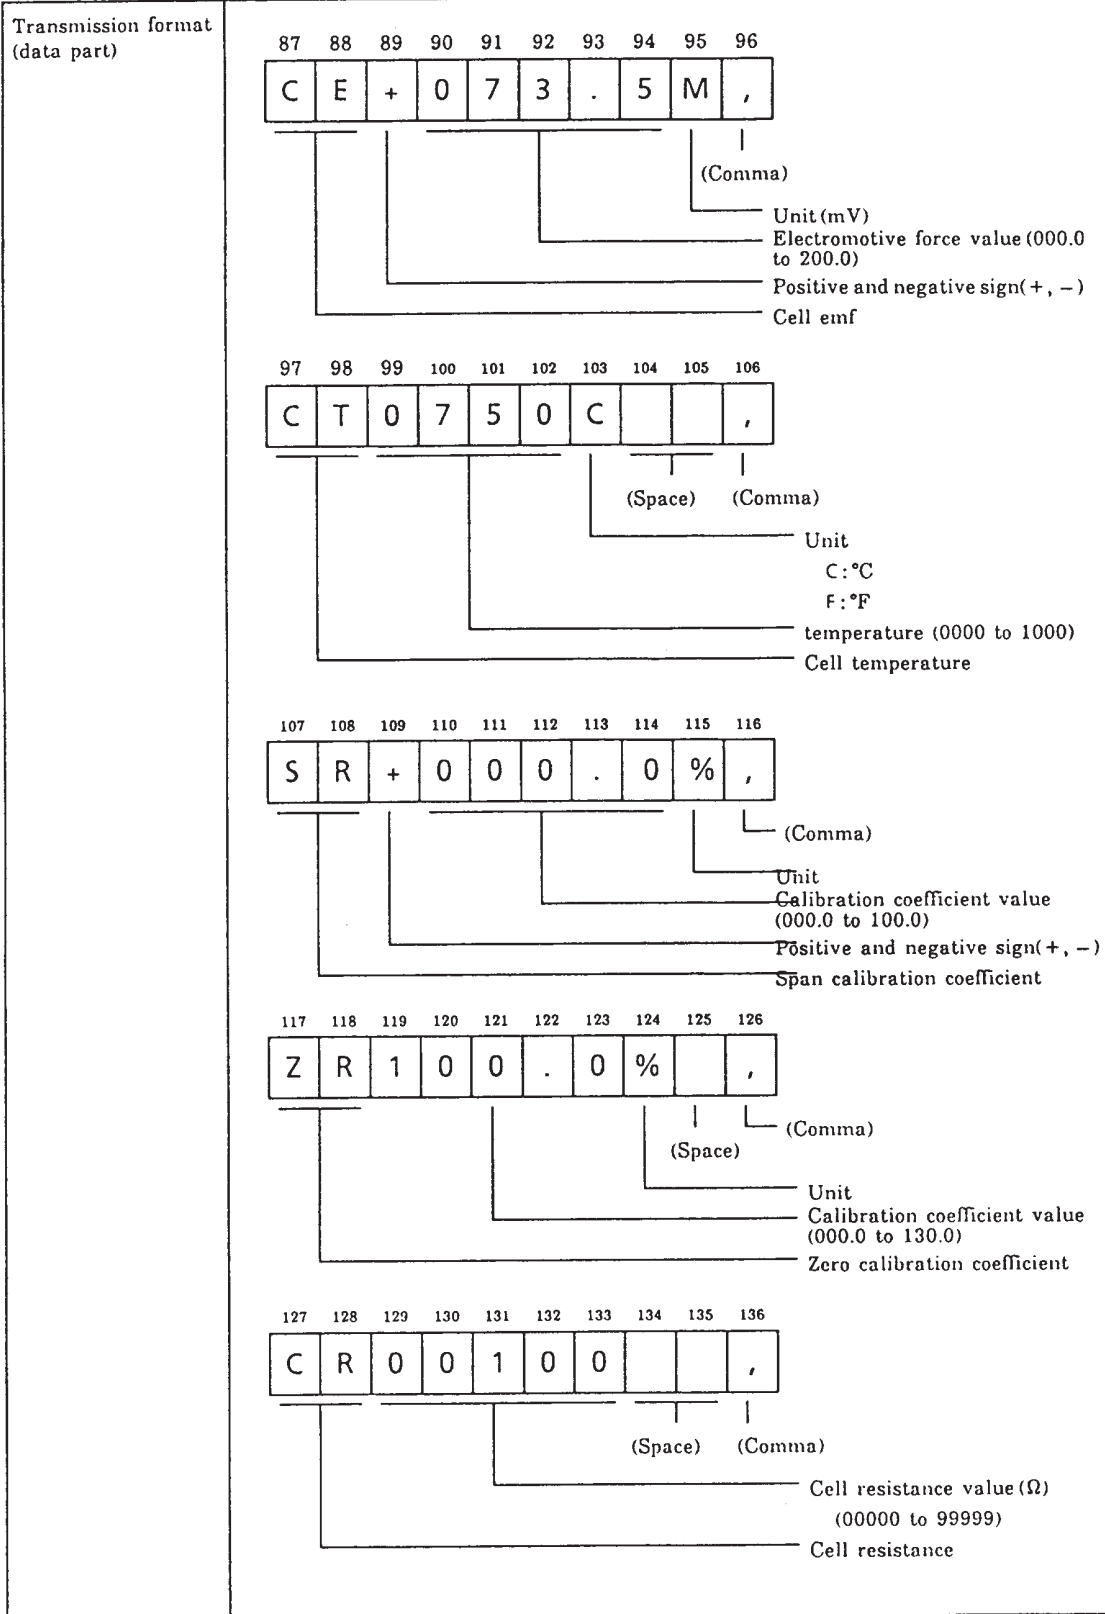 Transmission format
(data part)
87 88 89 90 91 92 93 94 95 96
C E + 0 7 3 . 5 M ,
(Comma)
Unit (mV)
Electromotive force value (000.0
to 200.0)
Positive and negative sign(+, −)
Cell emf
97 98 99 100 101 102 103 104 105 106
C T 0 7 5 0 C ,
(Space) (Comma)
Unit
C:°C
F:°F
temperature (0000 to 1000)
Cell temperature
107 108 109 110 111 112 113 114 115 116
S R + 0 0 0 . 0 % ,
(Comma)
Unit
Calibration coefficient value
(000.0 to 100.0)
Positive and negative sign(+, −)
Span calibration coefficient
117 118 119 120 121 122 123 124 125 126
Z R 1 0 0 . 0 % ,
(Comma)
(Space)
Unit
Calibration coefficient value
(000.0 to 130.0)
Zero calibration coefficient
127 128 129 130 131 132 133 134 135 136
C R 0 0 1 0 0 ,
(Space) (Comma)
Cell resistance value (Ω)
(00000 to 99999)
Cell resistance